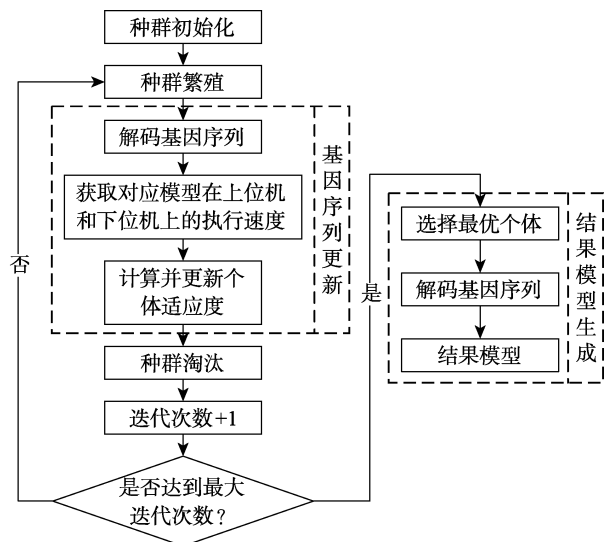 种群初始化
种群繁殖
解码基因序列
获取对应模型在上位机
和下位机上的执行速度
计算并更新个
体适应度
基因序列更新
种群淘汰
迭代次数+1
是否达到最大
迭代次数?
否
是
选择最优个体
解码基因序列
结果模型
结果模型生成